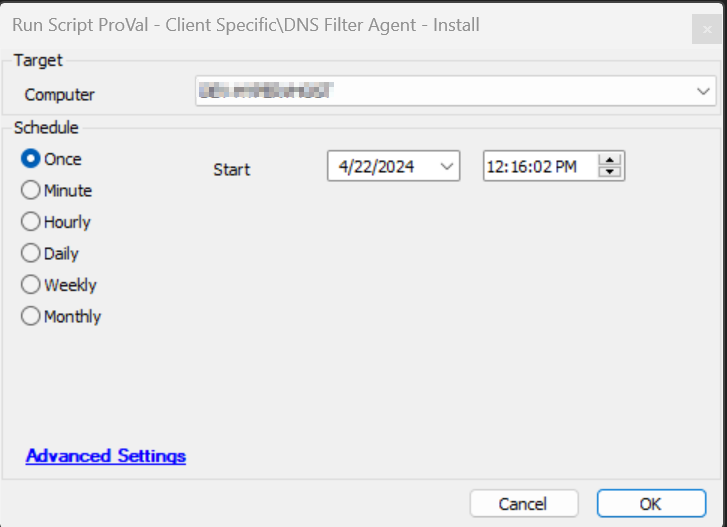 Run Script ProVal - Client Specific\DNS Filter Agent - Install
Target
Computer
Schedule
Once
Start
4/22/2024
12:16:02 PM
Minute
Hourly
Daily
Weekly
Monthly
Advanced Settings
Cancel
OK